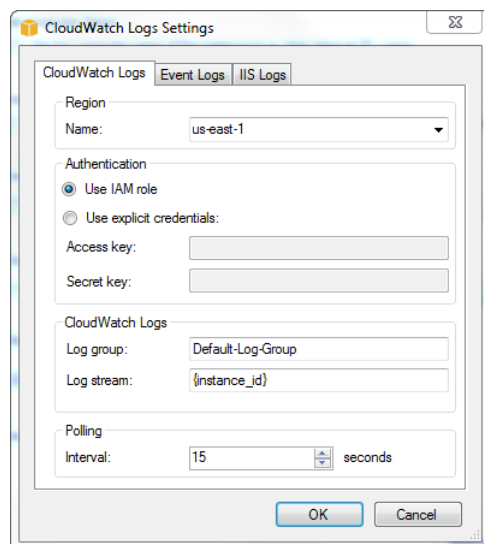 CloudWatch Logs Settings
CloudWatch Logs Event Logs IIS Logs
Region
Name: us-east-1
Authentication
Use IAM role
Use explicit credentials:
Access key:
Secret key:
CloudWatch Logs
Log group: Default-Log-Group
Log stream: {instance_id}
Polling
Interval: 15 seconds
OK Cancel